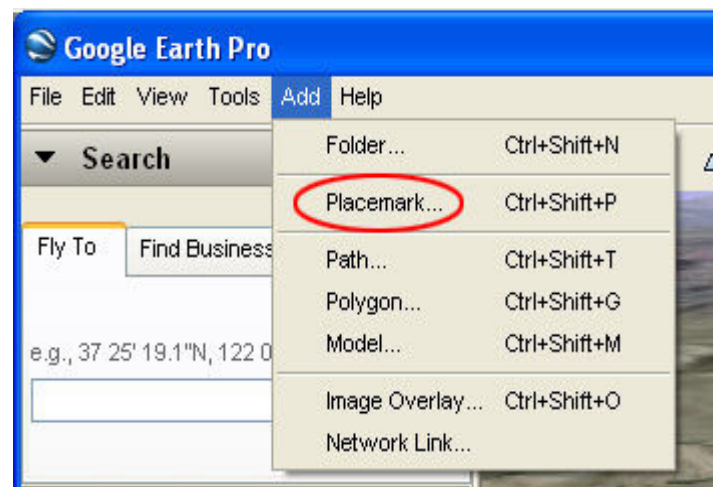 Google Earth Pro
File Edit View Tools Add Help
Search
Folder... Ctrl+Shift+N
Placemark... Ctrl+Shift+P
Fly To Find Business
Path... Ctrl+Shift+T
Polygon... Ctrl+Shift+G
e.g., 37 25' 19.1"N, 122 0
Model... Ctrl+Shift+M
Image Overlay... Ctrl+Shift+O
Network Link...